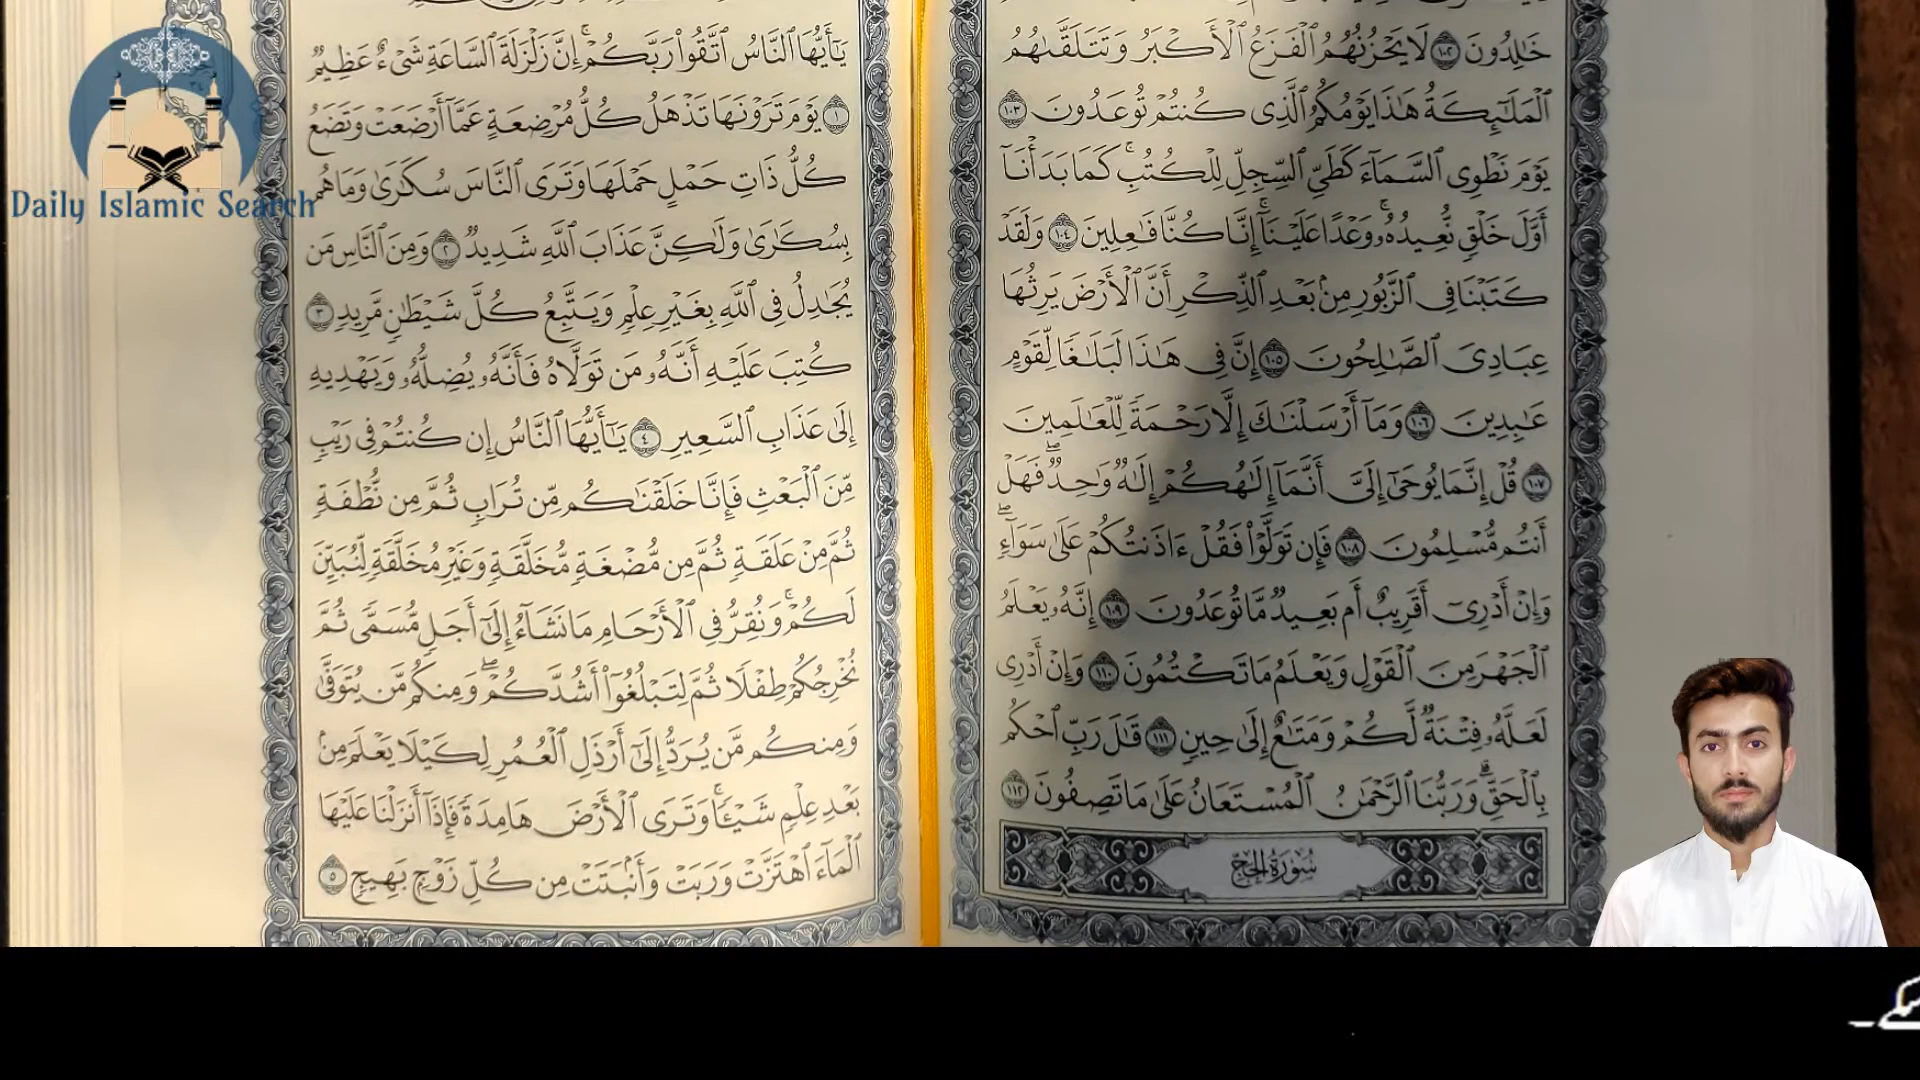 خَٰلِدُونَ ١٠٢ لَا يَحْزُنُهُمُ ٱلْفَزَعُ ٱلْأَكْبَرُ وَتَتَلَقَّىٰهُمُ
ٱلْمَلَٰٓئِكَةُ هَٰذَا يَوْمُكُمُ ٱلَّذِى كُنتُمْ تُوعَدُونَ ١٠٣
يَوْمَ نَطْوِى ٱلسَّمَآءَ كَطَىِّ ٱلسِّجِلِّ لِلْكُتُبِ ۚ كَمَا بَدَأْنَآ
أَوَّلَ خَلْقٍ نُّعِيدُهُۥ ۚ وَعْدًا عَلَيْنَآ ۚ إِنَّا كُنَّا فَٰعِلِينَ ١٠٤ وَلَقَدْ
كَتَبْنَا فِى ٱلزَّبُورِ مِنۢ بَعْدِ ٱلذِّكْرِ أَنَّ ٱلْأَرْضَ يَرِثُهَا
عِبَادِىَ ٱلصَّٰلِحُونَ ١٠٥ إِنَّ فِى هَٰذَا لَبَلَٰغًا لِّقَوْمٍ
عَٰبِدِينَ ١٠٦ وَمَآ أَرْسَلْنَٰكَ إِلَّا رَحْمَةً لِّلْعَٰلَمِينَ
١٠٧ قُلْ إِنَّمَا يُوحَىٰٓ إِلَىَّ أَنَّمَآ إِلَٰهُكُمْ إِلَٰهٌ وَٰحِدٌ ۖ فَهَلْ
أَنتُم مُّسْلِمُونَ ١٠٨ فَإِن تَوَلَّوْا۟ فَقُلْ ءَاذَنتُكُمْ عَلَىٰ سَوَآءٍ ۖ
وَإِنْ أَدْرِىٓ أَقَرِيبٌ أَم بَعِيدٌ مَّا تُوعَدُونَ ١٠٩ إِنَّهُۥ يَعْلَمُ
ٱلْجَهْرَ مِنَ ٱلْقَوْلِ وَيَعْلَمُ مَا تَكْتُمُونَ ١١٠ وَإِنْ أَدْرِى
لَعَلَّهُۥ فِتْنَةٌ لَّكُمْ وَمَتَٰعٌ إِلَىٰ حِينٍ ١١١ قَٰلَ رَبِّ ٱحْكُم
بِٱلْحَقِّ ۗ وَرَبُّنَا ٱلرَّحْمَٰنُ ٱلْمُسْتَعَانُ عَلَىٰ مَا تَصِفُونَ ١١٢
سُورَةُ الحَجّ
يَٰٓأَيُّهَا ٱلنَّاسُ ٱتَّقُوا۟ رَبَّكُمْ ۚ إِنَّ زَلْزَلَةَ ٱلسَّاعَةِ شَىْءٌ عَظِيمٌ
١ يَوْمَ تَرَوْنَهَا تَذْهَلُ كُلُّ مُرْضِعَةٍ عَمَّآ أَرْضَعَتْ وَتَضَعُ
كُلُّ ذَاتِ حَمْلٍ حَمْلَهَا وَتَرَى ٱلنَّاسَ سُكَٰرَىٰ وَمَا هُم
بِسُكَٰرَىٰ وَلَٰكِنَّ عَذَابَ ٱللَّهِ شَدِيدٌ ٢ وَمِنَ ٱلنَّاسِ مَن
يُجَٰدِلُ فِى ٱللَّهِ بِغَيْرِ عِلْمٍ وَيَتَّبِعُ كُلَّ شَيْطَٰنٍ مَّرِيدٍ ٣
كُتِبَ عَلَيْهِ أَنَّهُۥ مَن تَوَلَّاهُ فَأَنَّهُۥ يُضِلُّهُۥ وَيَهْدِيهِ
إِلَىٰ عَذَابِ ٱلسَّعِيرِ ٤ يَٰٓأَيُّهَا ٱلنَّاسُ إِن كُنتُمْ فِى رَيْبٍ
مِّنَ ٱلْبَعْثِ فَإِنَّا خَلَقْنَٰكُم مِّن تُرَابٍ ثُمَّ مِن نُّطْفَةٍ
ثُمَّ مِنْ عَلَقَةٍ ثُمَّ مِن مُّضْغَةٍ مُّخَلَّقَةٍ وَغَيْرِ مُخَلَّقَةٍ لِّنُبَيِّنَ
لَكُمْ ۚ وَنُقِرُّ فِى ٱلْأَرْحَامِ مَا نَشَآءُ إِلَىٰٓ أَجَلٍ مُّسَمًّى ثُمَّ
نُخْرِجُكُمْ طِفْلًا ثُمَّ لِتَبْلُغُوٓا۟ أَشُدَّكُمْ ۖ وَمِنكُم مَّن يُتَوَفَّىٰ
وَمِنكُم مَّن يُرَدُّ إِلَىٰٓ أَرْذَلِ ٱلْعُمُرِ لِكَيْلَا يَعْلَمَ مِنۢ
بَعْدِ عِلْمٍ شَيْـًٔا ۚ وَتَرَى ٱلْأَرْضَ هَامِدَةً فَإِذَآ أَنزَلْنَا عَلَيْهَا
ٱلْمَآءَ ٱهْتَزَّتْ وَرَبَتْ وَأَنۢبَتَتْ مِن كُلِّ زَوْجٍۭ بَهِيجٍ ٥
Daily Islamic Search